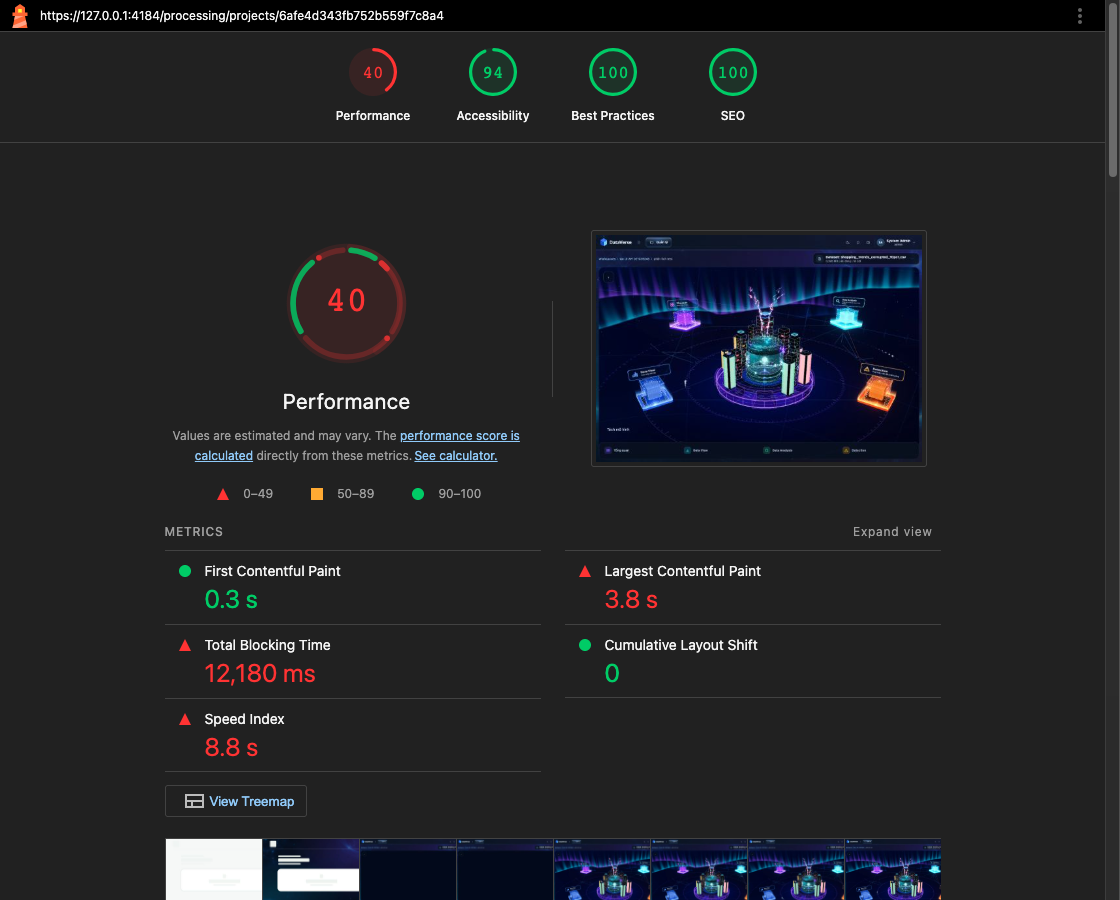 https://127.0.0.1:4184/processing/projects/6afe4d343fb752b559f7c8a4
40
94
100
100
Performance
Accessibility
Best Practices
SEO
40
Performance
Values are estimated and may vary. The performance score is
calculated directly from these metrics. See calculator.
0–49
50–89
90–100
METRICS
Expand view
First Contentful Paint
0.3 s
Largest Contentful Paint
3.8 s
Total Blocking Time
12,180 ms
Cumulative Layout Shift
0
Speed Index
8.8 s
View Treemap